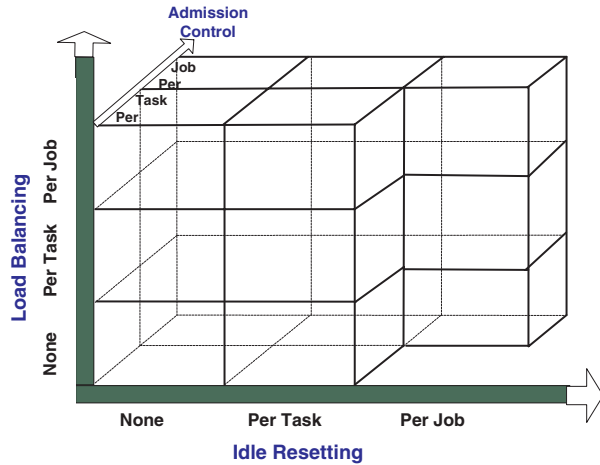 Admission
Control
Job
Per
Task
Per
Load Balancing
Per Job
Per Task
None
None
Per Task
Per Job
Idle Resetting